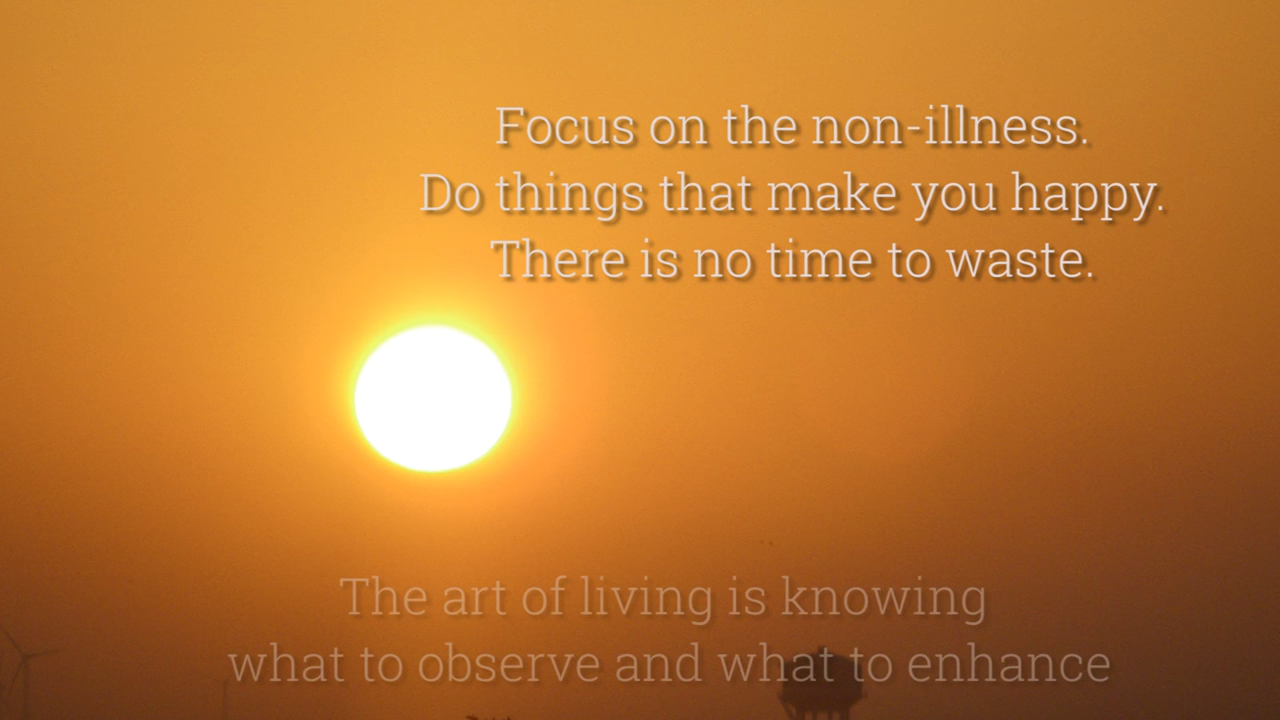 Focus on the non-illness.
Do things that make you happy.
There is no time to waste.
The art of living is knowing
what to observe and what to enhance